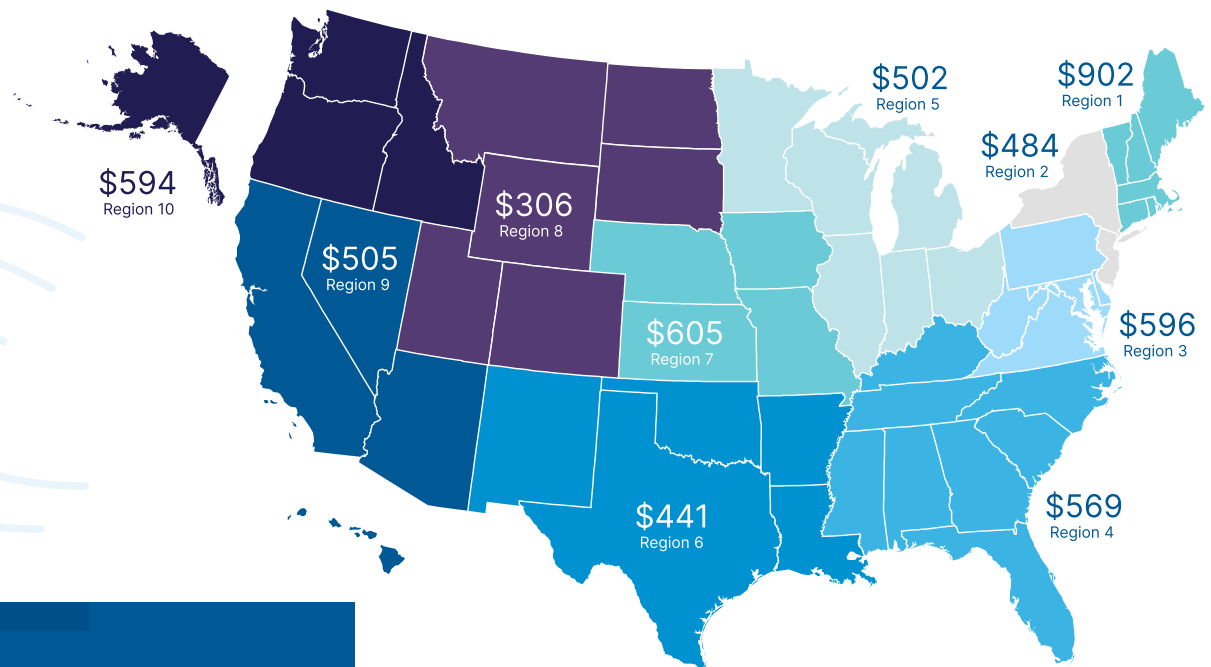 $502
Region 5
$902
Region 1
$484
Region 2
$594
Region 10
$306
Region 8
$505
Region 9
$605
Region 7
$596
Region 3
$441
Region 6
$569
Region 4